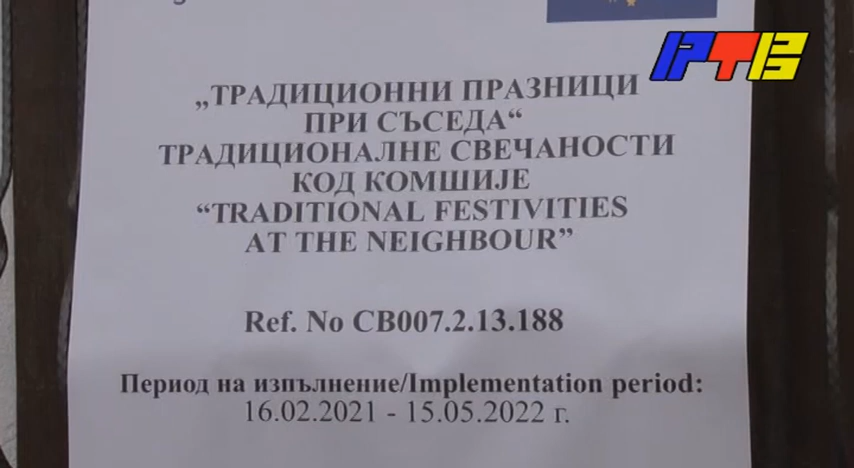 РТВ
„ТРАДИЦИОННИ ПРАЗНИЦИ
ПРИ СЪСЕДА“
ТРАДИЦИОНАЛНЕ СВЕЧАНОСТИ
КОД КОМШИЈЕ
“TRADITIONAL FESTIVITIES
AT THE NEIGHBOUR”
Ref. No CB007.2.13.188
Период на изпълнение/Implementation period:
16.02.2021 - 15.05.2022 г.